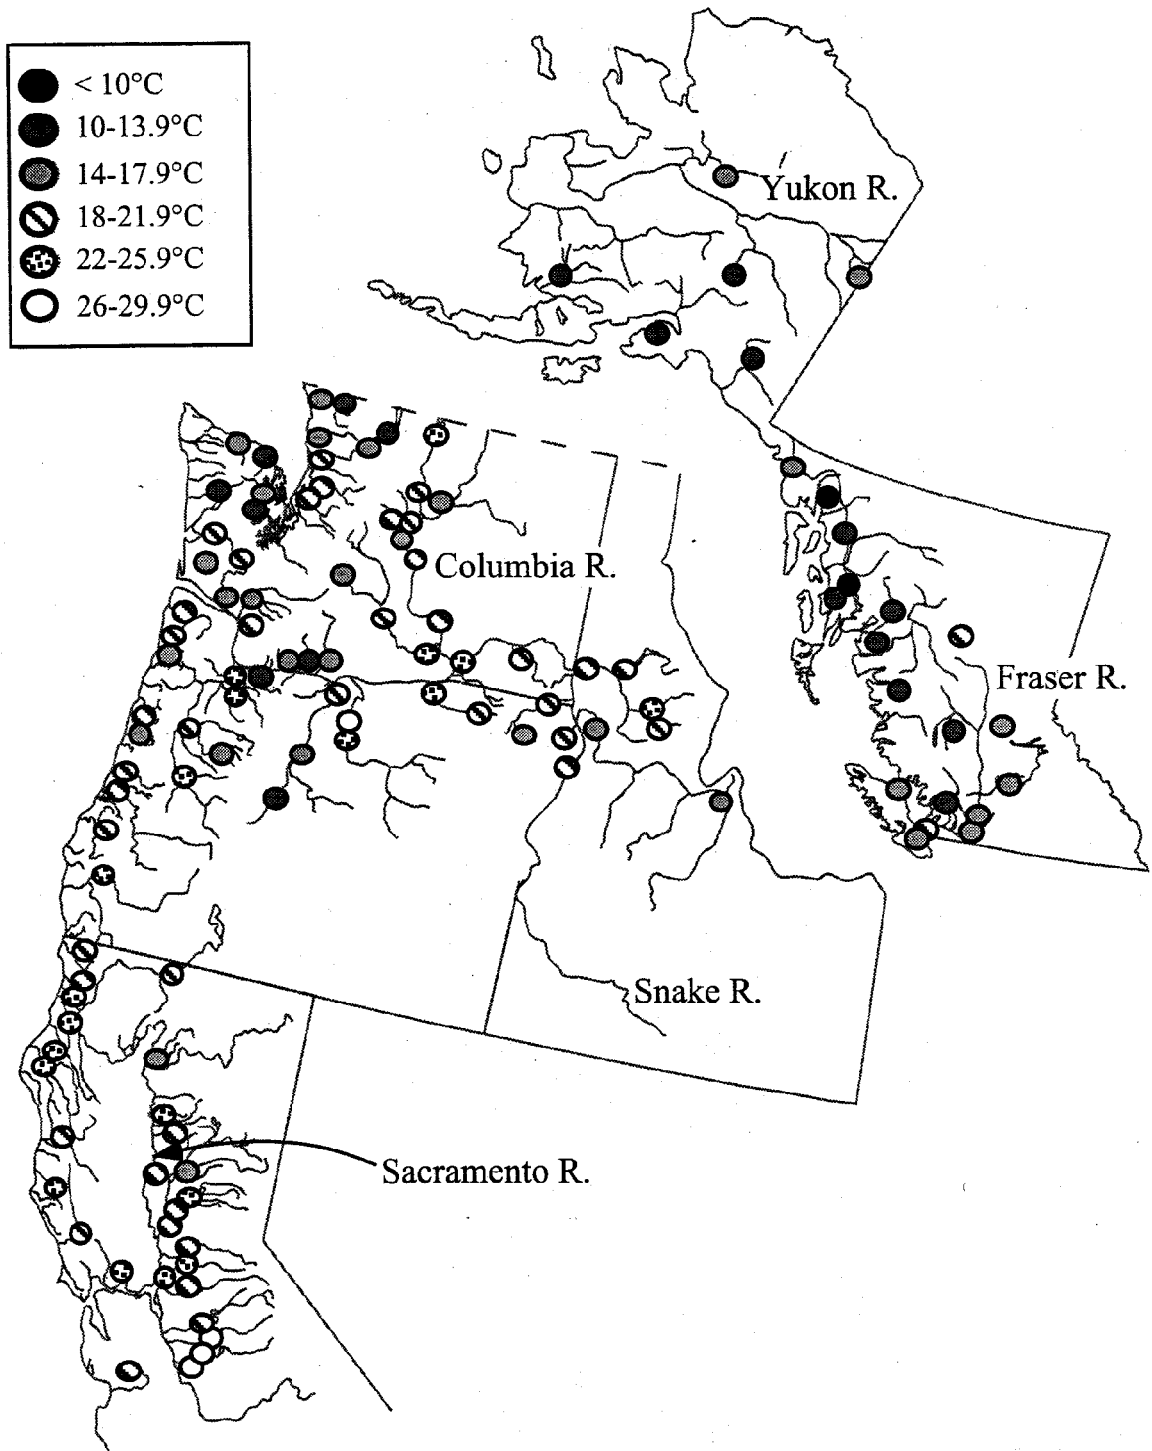 < 10°C
10-13.9°C
14-17.9°C
18-21.9°C
22-25.9°C
26-29.9°C
Yukon R.
Columbia R.
Fraser R.
Snake R.
Sacramento R.